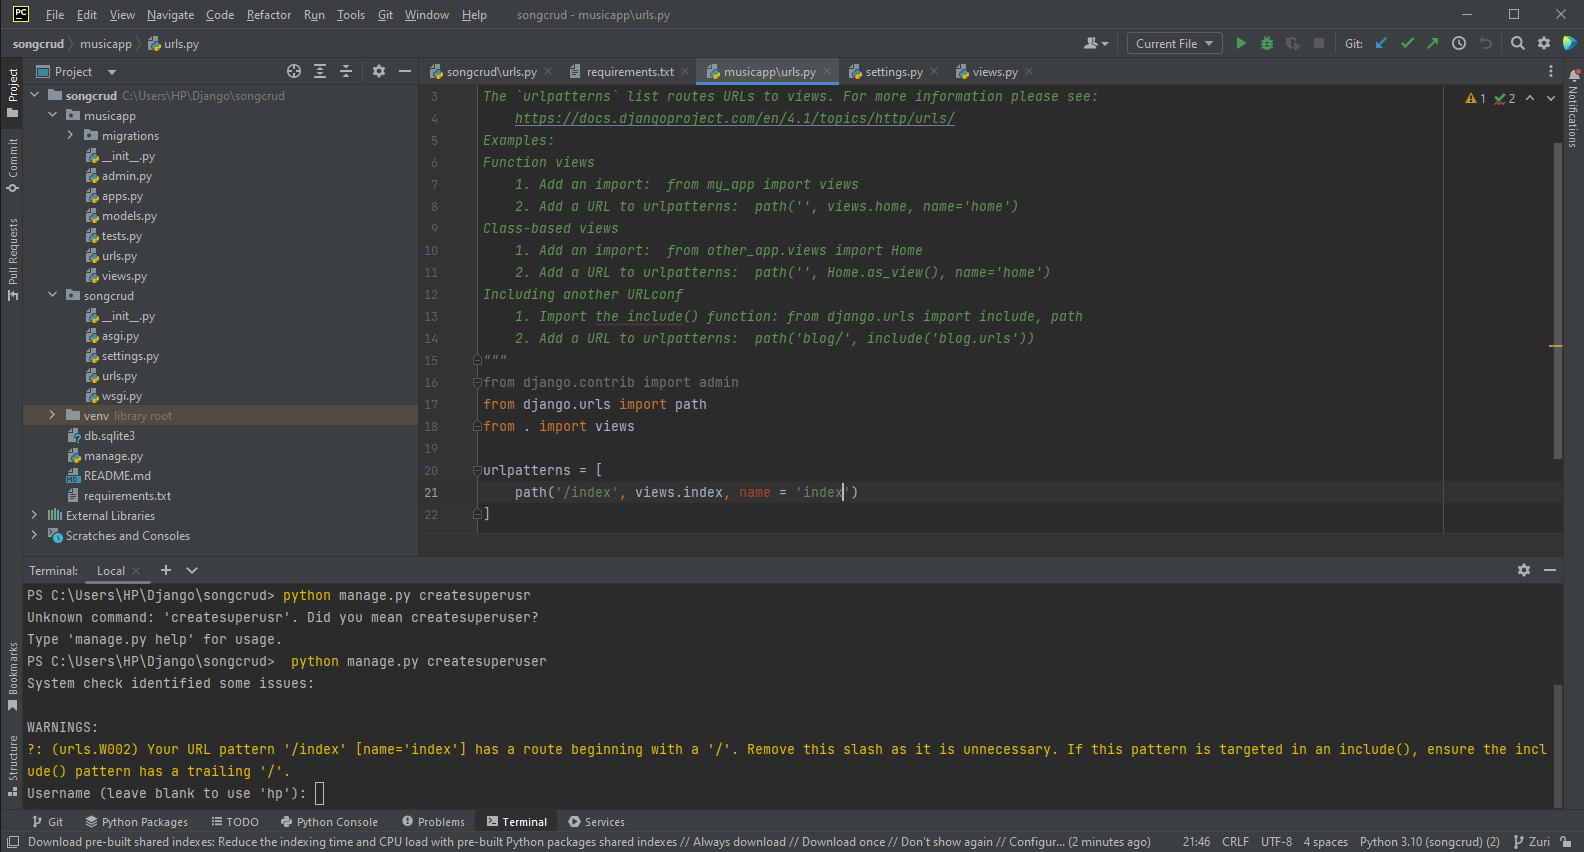 PC File Edit View Navigate Code Refactor Run Tools Git Window Help songcrud - musicapp\urls.py
songcrud musicapp urls.py Current File Git:
Project
songcrud\urls.py requirements.txt musicapp\urls.py settings.py views.py
songcrud C:\Users\HP\Django\songcrud
musicapp
migrations
__init__.py
admin.py
apps.py
models.py
tests.py
urls.py
views.py
songcrud
__init__.py
asgi.py
settings.py
urls.py
wsgi.py
venv library root
db.sqlite3
manage.py
README.md
requirements.txt
External Libraries
Scratches and Consoles
Project
Commit
Pull Requests
Bookmarks
Structure
Notifications
1 2
3 The `urlpatterns` list routes URLs to views. For more information please see:
4 https://docs.djangoproject.com/en/4.1/topics/http/urls/
5 Examples:
6 Function views
7 1. Add an import:  from my_app import views
8 2. Add a URL to urlpatterns:  path('', views.home, name='home')
9 Class-based views
10 1. Add an import:  from other_app.views import Home
11 2. Add a URL to urlpatterns:  path('', Home.as_view(), name='home')
12 Including another URLconf
13 1. Import the include() function: from django.urls import include, path
14 2. Add a URL to urlpatterns:  path('blog/', include('blog.urls'))
15 """
16 from django.contrib import admin
17 from django.urls import path
18 from . import views
19
20 urlpatterns = [
21 path('/index', views.index, name = 'index')
22 ]
Terminal: Local
PS C:\Users\HP\Django\songcrud> python manage.py createsuperusr
Unknown command: 'createsuperusr'. Did you mean createsuperuser?
Type 'manage.py help' for usage.
PS C:\Users\HP\Django\songcrud>  python manage.py createsuperuser
System check identified some issues:
WARNINGS:
?: (urls.W002) Your URL pattern '/index' [name='index'] has a route beginning with a '/'. Remove this slash as it is unnecessary. If this pattern is targeted in an include(), ensure the incl
ude() pattern has a trailing '/'.
Username (leave blank to use 'hp'):
Git Python Packages TODO Python Console Problems Terminal Services
Download pre-built shared indexes: Reduce the indexing time and CPU load with pre-built Python packages shared indexes // Always download // Download once // Don't show again // Configur... (2 minutes ago) 21:46 CRLF UTF-8 4 spaces Python 3.10 (songcrud) (2) Zuri